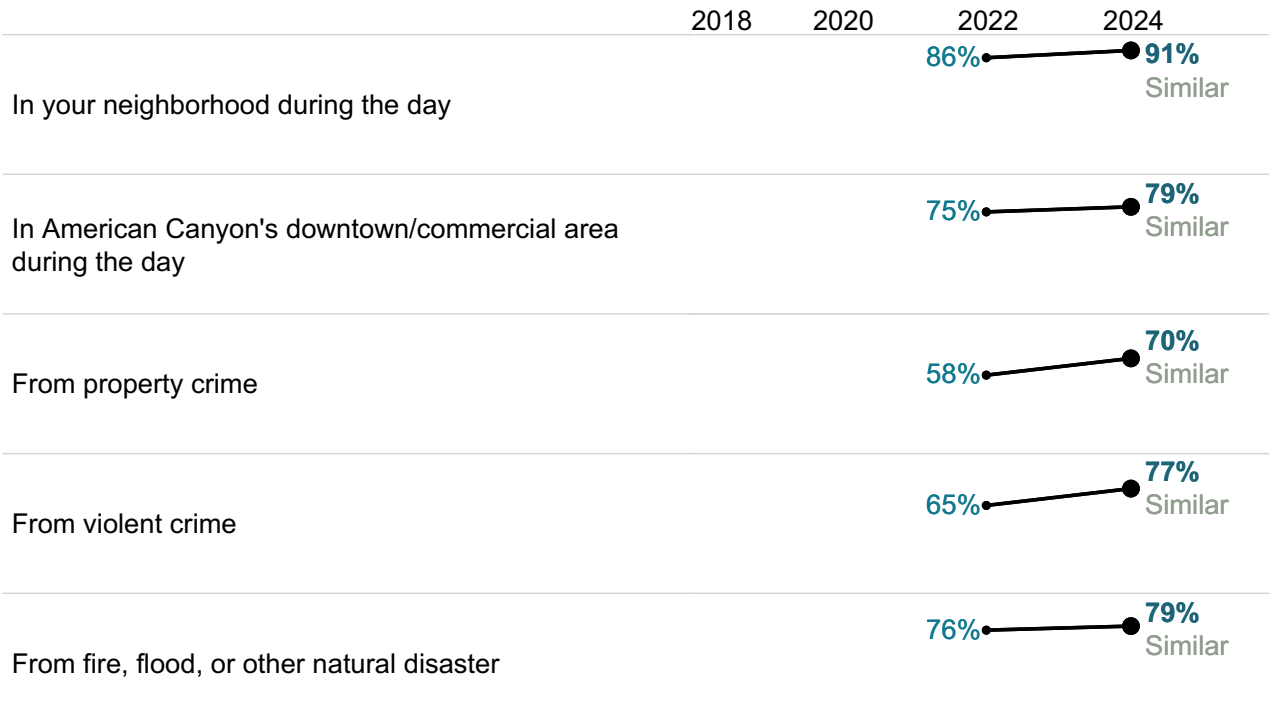 2018 2020 2022 2024
86% 91%
Similar
In your neighborhood during the day
75% 79%
Similar
In American Canyon's downtown/commercial area
during the day
58% 70%
Similar
From property crime
65% 77%
Similar
From violent crime
76% 79%
Similar
From fire, flood, or other natural disaster